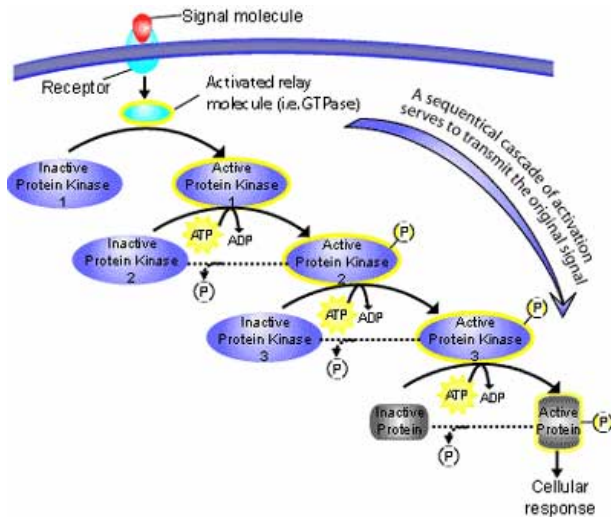 Signal molecule
Receptor
Activated relay
molecule (i.e.GTPase)
A sequentical cascade of activation
serves to transmit the original signal
Inactive
Protein Kinase
1
Active
Protein Kinase
1
ATP
ADP
Inactive
Protein Kinase
2
P
Active
Protein Kinase
2
P
ATP
ADP
Inactive
Protein Kinase
3
P
Active
Protein Kinase
3
P
ATP
ADP
Inactive
Protein
P
Active
Protein
P
Cellular
response